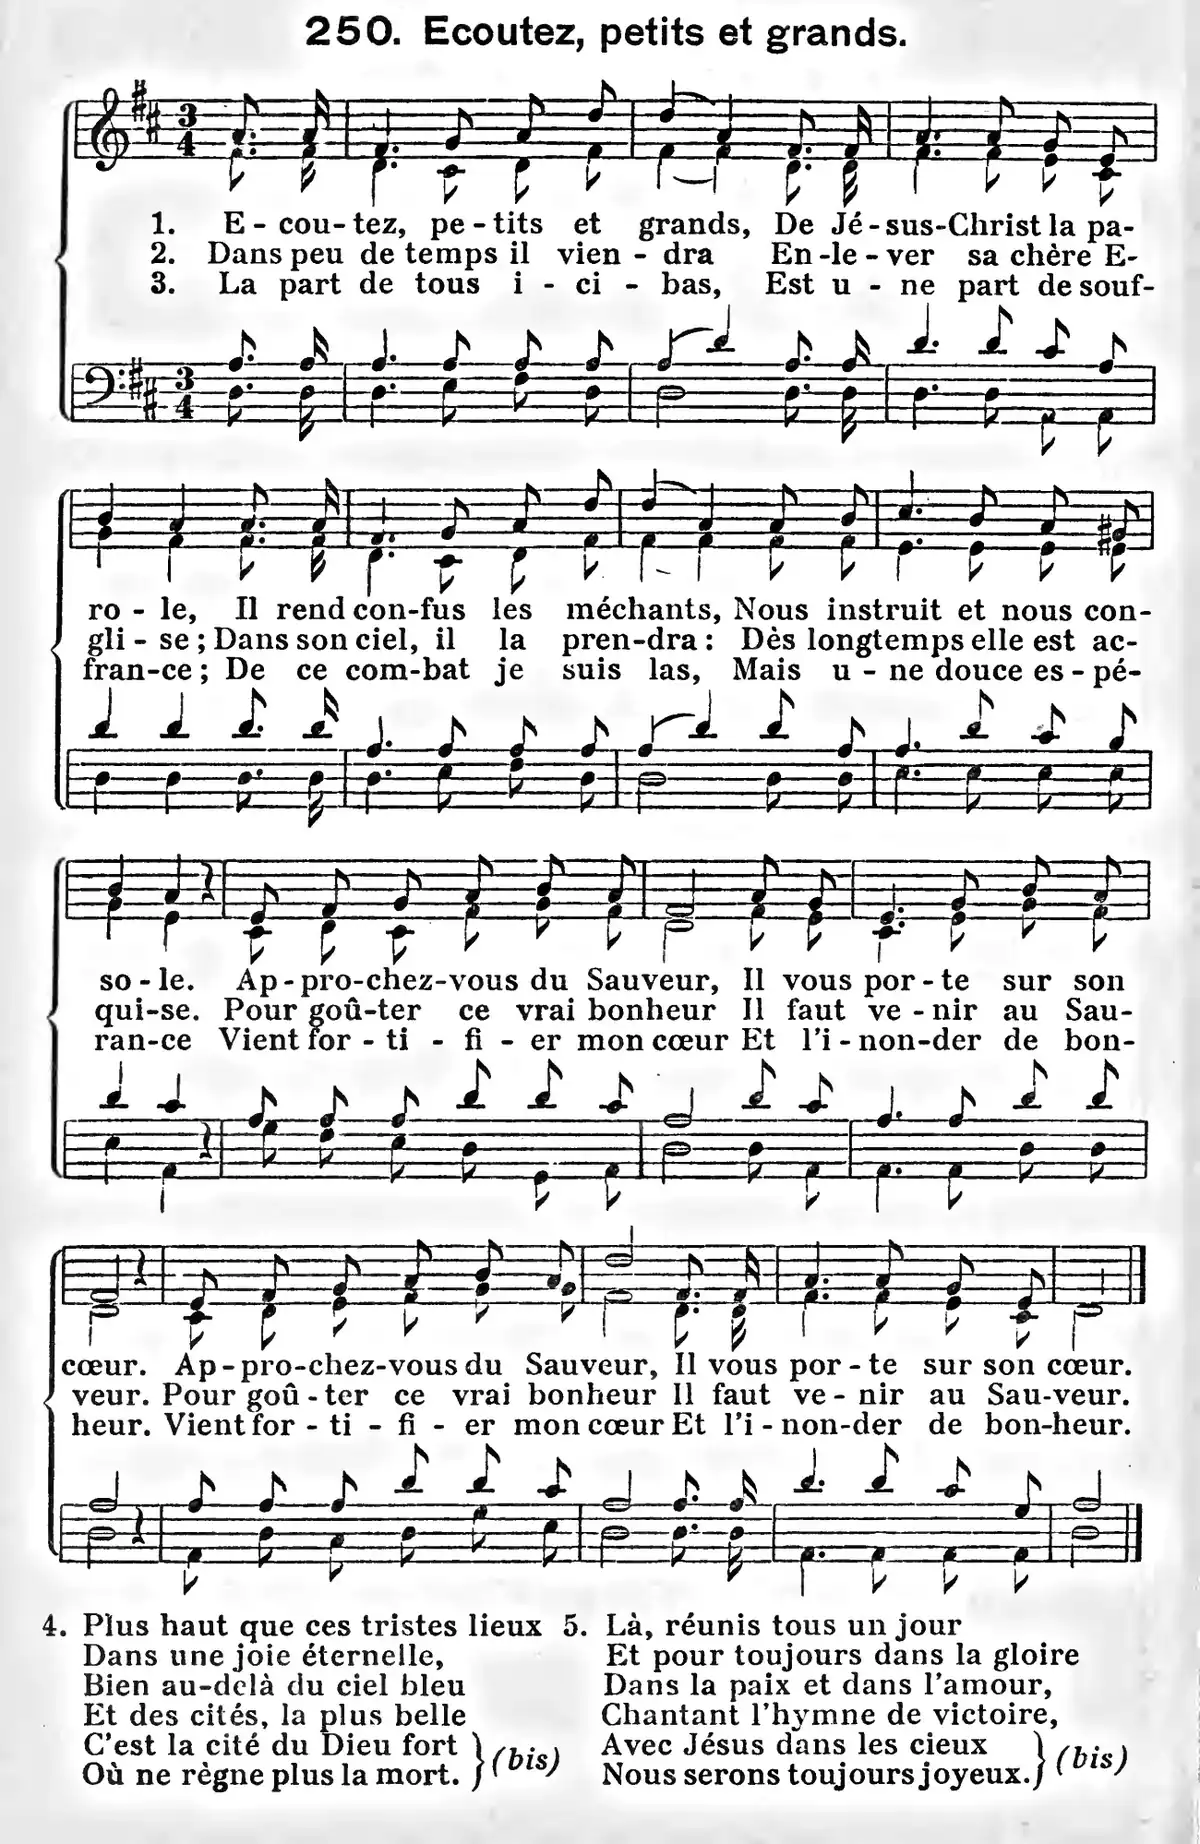 250. Ecoutez, petits et grands.
1. E - cou - tez, pe - tits et grands, De Jé - sus-Christ la pa-
2. Dans peu de temps il vien - dra En - le - ver sa chère E-
3. La part de tous i - ci - bas, Est u - ne part de souf-
ro - le, Il rend con-fus les méchants, Nous instruit et nous con-
gli - se ; Dans son ciel, il la pren-dra : Dès longtemps elle est ac-
fran-ce ; De ce com-bat je suis las, Mais u - ne douce es - pé-
so - le. Ap - pro-chez-vous du Sauveur, Il vous por - te sur son
qui-se. Pour goû-ter ce vrai bonheur Il faut ve - nir au Sau-
ran-ce Vient for - ti - fi - er mon cœur Et l'i - non-der de bon-
cœur. Ap - pro-chez-vous du Sauveur, Il vous por - te sur son cœur.
veur. Pour goû - ter ce vrai bonheur Il faut ve - nir au Sau-veur.
heur. Vient for - ti - fi - er mon cœur Et l'i - non-der de bon-heur.
4. Plus haut que ces tristes lieux
Dans une joie éternelle,
Bien au-delà du ciel bleu
Et des cités, la plus belle
C'est la cité du Dieu fort
Où ne règne plus la mort. (bis)
5. Là, réunis tous un jour
Et pour toujours dans la gloire
Dans la paix et dans l'amour,
Chantant l'hymne de victoire,
Avec Jésus dans les cieux
Nous serons toujours joyeux. (bis)